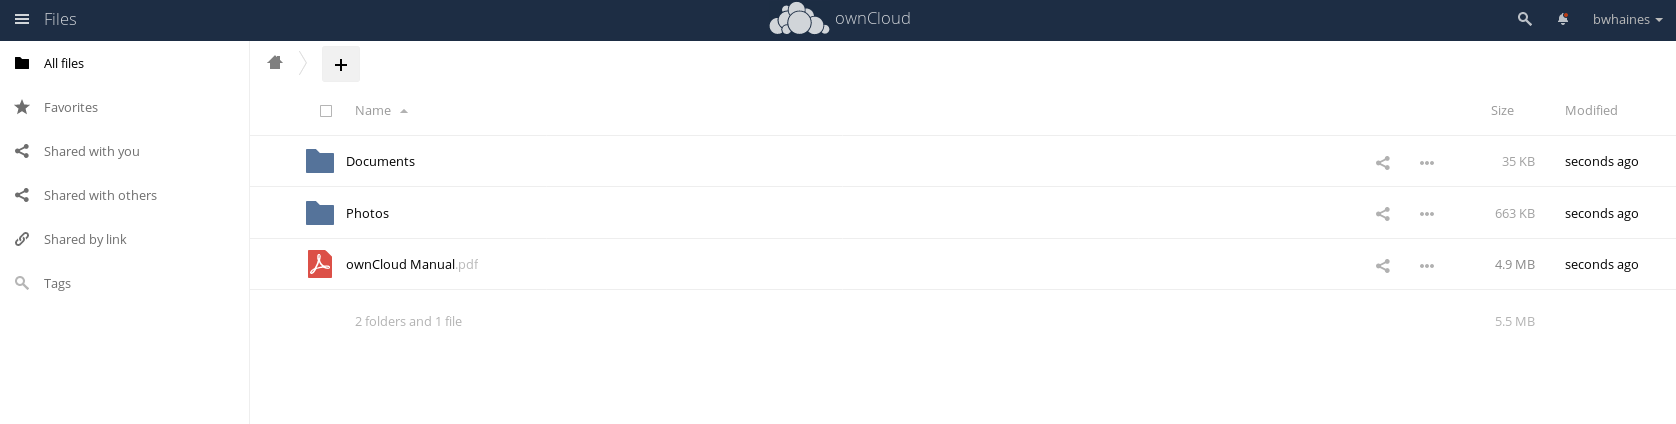 Files
ownCloud
bwhaines
All files
Favorites
Shared with you
Shared with others
Shared by link
Tags
Name Size Modified
Documents 35 KB seconds ago
Photos 663 KB seconds ago
ownCloud Manual.pdf 4.9 MB seconds ago
2 folders and 1 file 5.5 MB